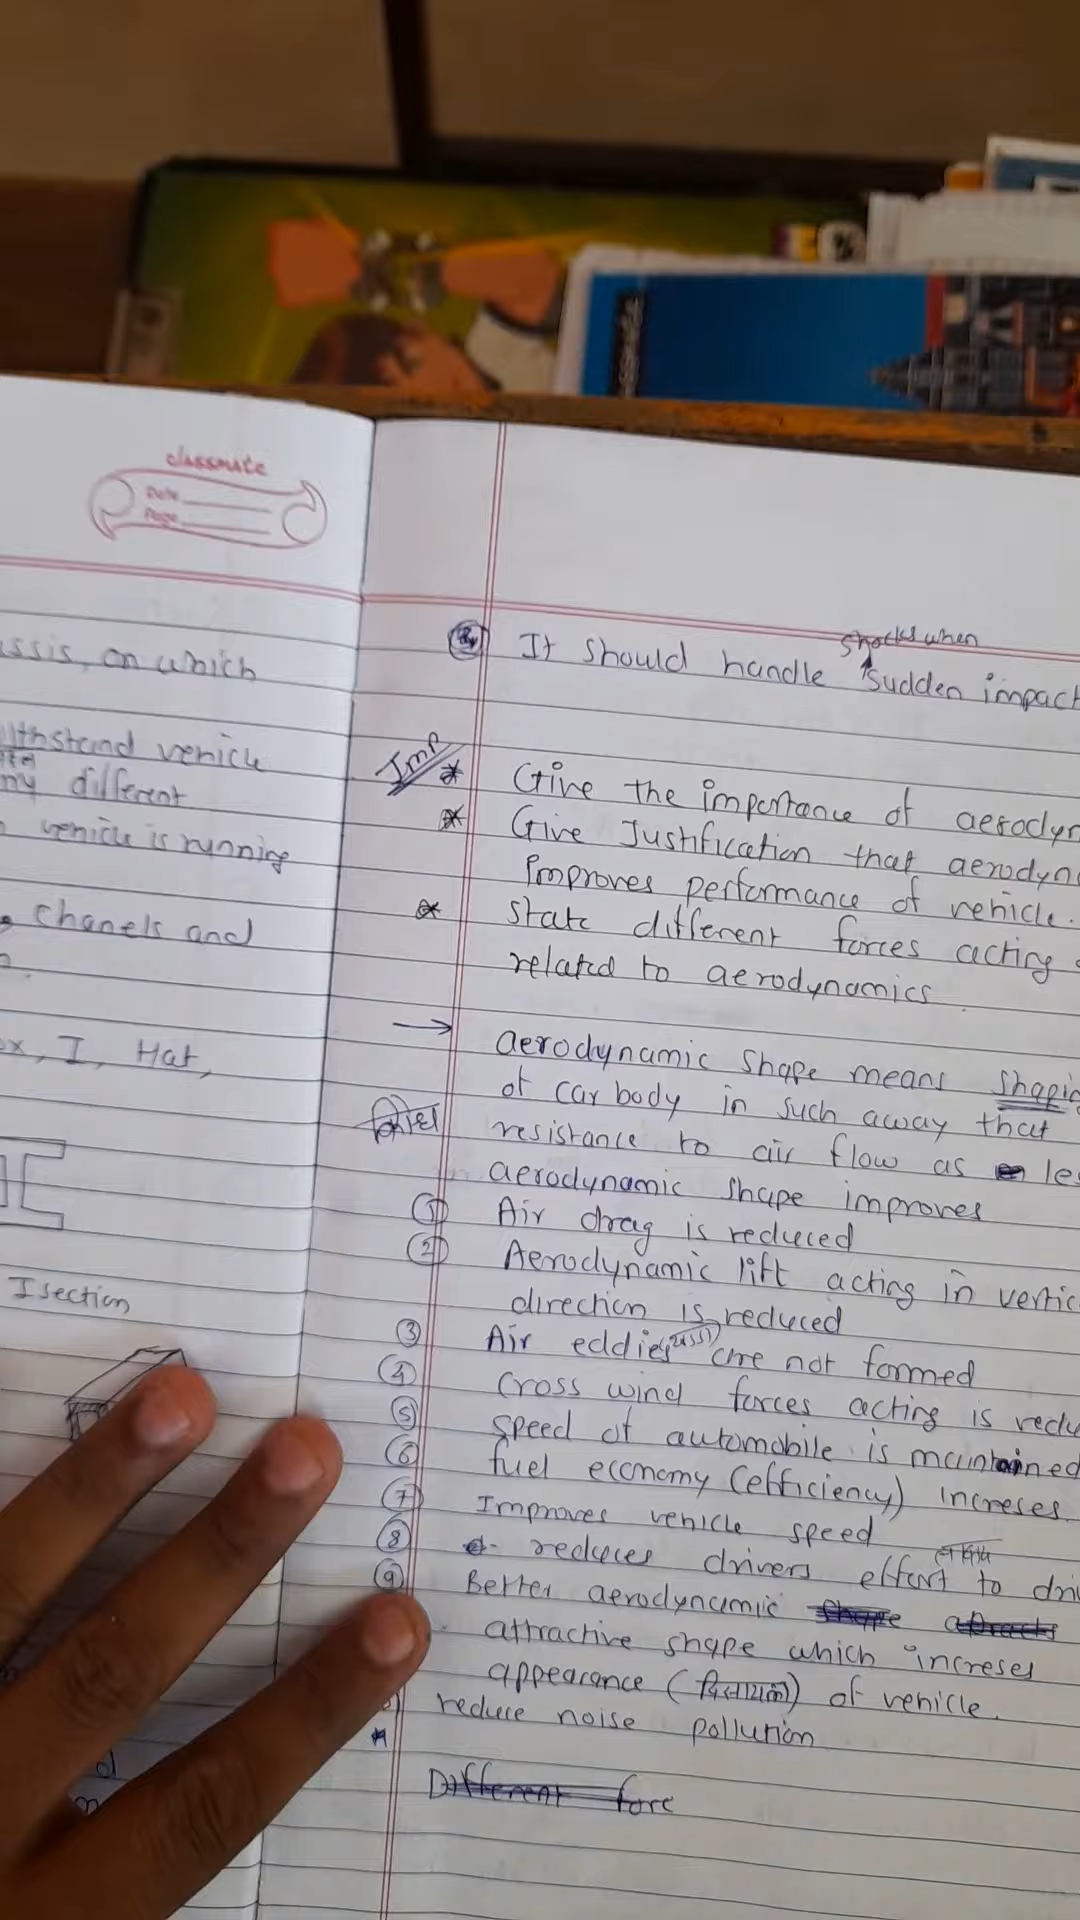 classmate
Date
Page
ssis, on which
ithstand vehicle
ny different
vehicle is running
chanels and
ox, I, Hat,
I section
It should handle shocks when sudden impact
Imp
* Give the importance of aerodyn
* Give Justification that aerodyn
improves performance of vehicle.
* state different forces acting
related to aerodynamics
→ aerodynamic shape means shapin
of car body in such away that
resistance to air flow as les
aerodynamic shape improves
① Air drag is reduced
② Aerodynamic lift acting in vertic
direction is reduced
③ Air eddies are not formed
④ cross wind forces acting is redu
⑤ speed of automobile is maintained
⑥ fuel economy (efficiency) increses
⑦ Improves vehicle speed
⑧ reduces drivers effort to dri
⑨ Better aerodynamic
attractive shape which increses
appearance of vehicle.
reduce noise pollution
*
Different forc